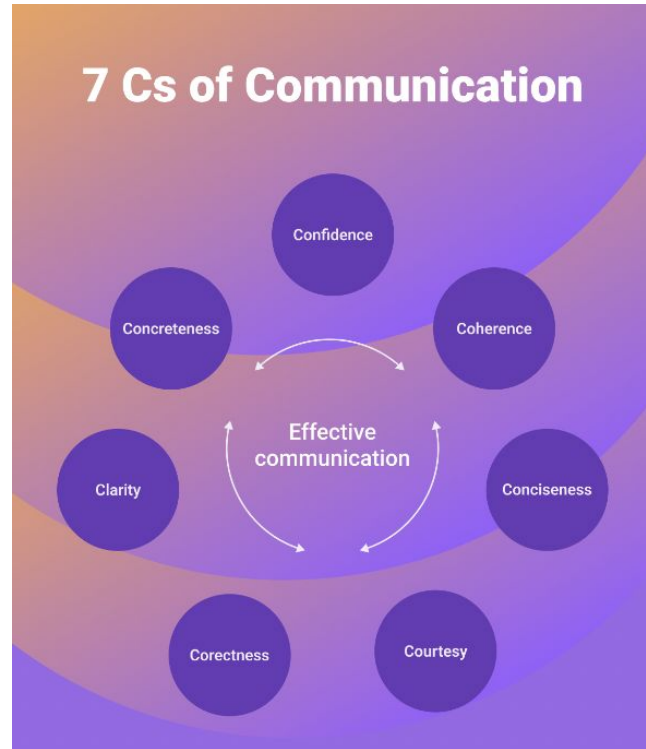 7 Cs of Communication
Confidence
Concreteness
Coherence
Effective
communication
Clarity
Conciseness
Corectness
Courtesy